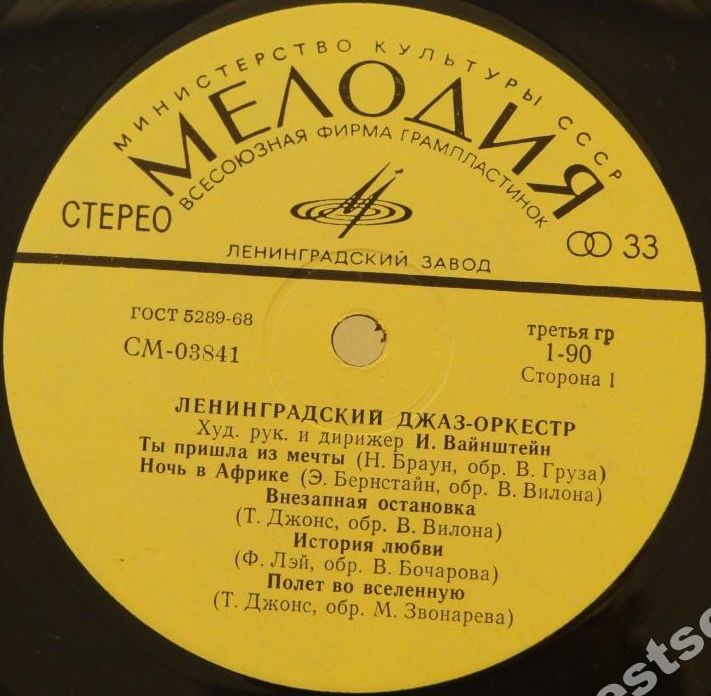 МИНИСТЕРСТВО КУЛЬТУРЫ СССР
МЕЛОДИЯ
ВСЕСОЮЗНАЯ ФИРМА ГРАМПЛАСТИНОК
СТЕРЕО
33
ЛЕНИНГРАДСКИЙ ЗАВОД
ГОСТ 5289-68
третья гр
СМ-03841
1-90
Сторона 1
ЛЕНИНГРАДСКИЙ ДЖАЗ-ОРКЕСТР
Худ. рук. и дирижер И. Вайнштейн
Ты пришла из мечты (Н. Браун, обр. В. Груза)
Ночь в Африке (Э. Бернстайн, обр. В. Вилона)
Внезапная остановка
(Т. Джонс, обр. В. Вилона)
История любви
(Ф. Лэй, обр. В. Бочарова)
Полет во вселенную
(Т. Джонс, обр. М. Звонарева)